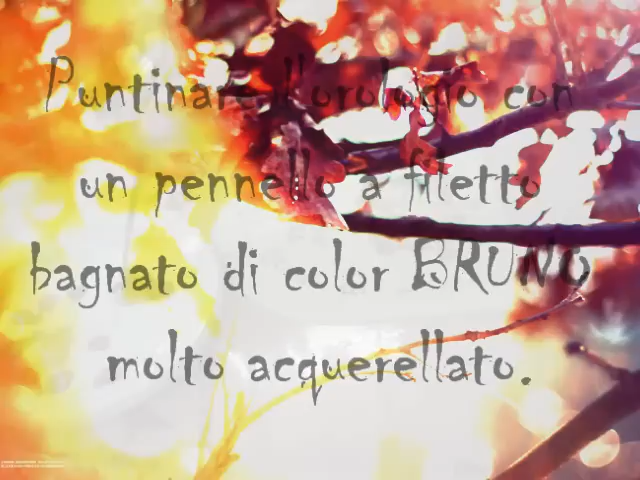 Puntinare l'orologio con
un pennello a filetto
bagnato di color BRUNO
molto acquerellato.